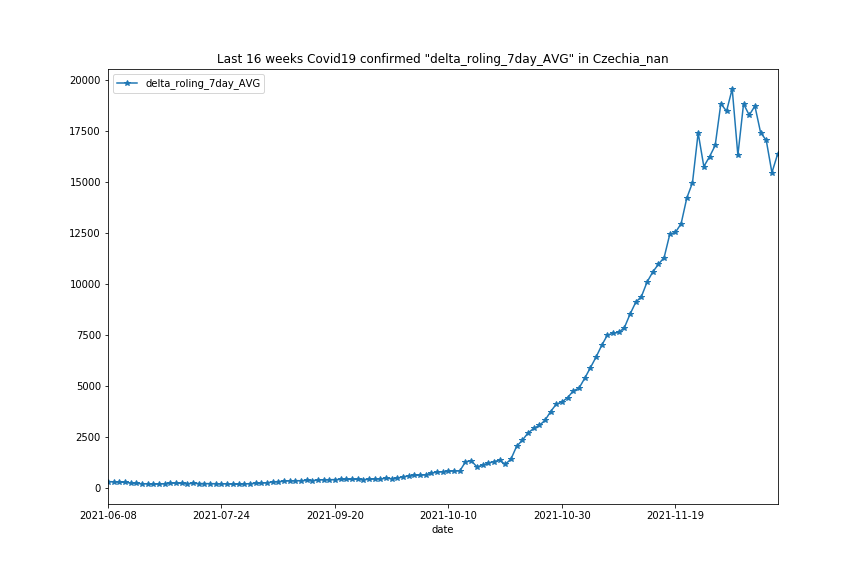 Last 16 weeks Covid19 confirmed "delta_roling_7day_AVG" in Czechia_nan
delta_roling_7day_AVG
20000
17500
15000
12500
10000
7500
5000
2500
0
2021-06-08 2021-07-24 2021-09-20 2021-10-10 2021-10-30 2021-11-19
date